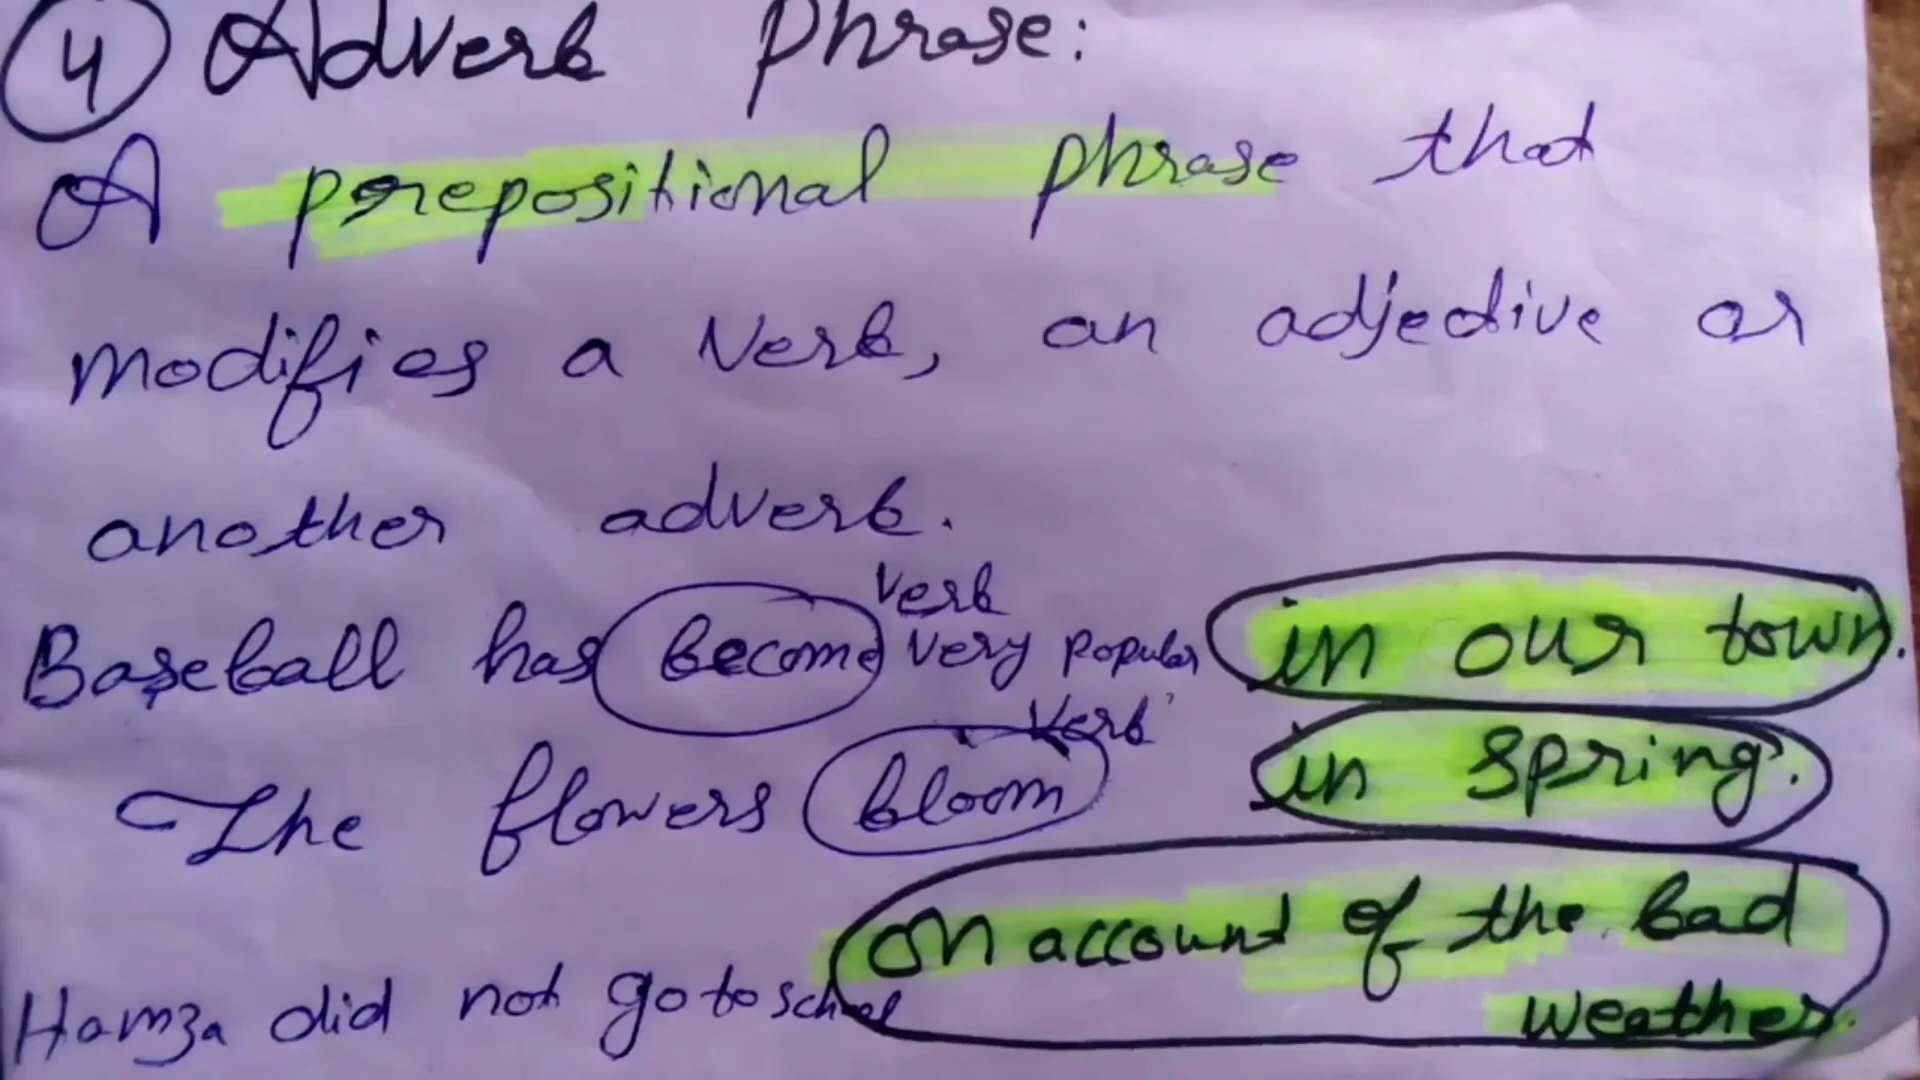 4 Adverb Phrase:
A prepositional phrase that
modifies a Verb, an adjective or
another adverb.
Verb
Baseball has become very popular in our town.
Verb
The flowers bloom in spring.
on account of the bad
Hamza did not go to school weather.